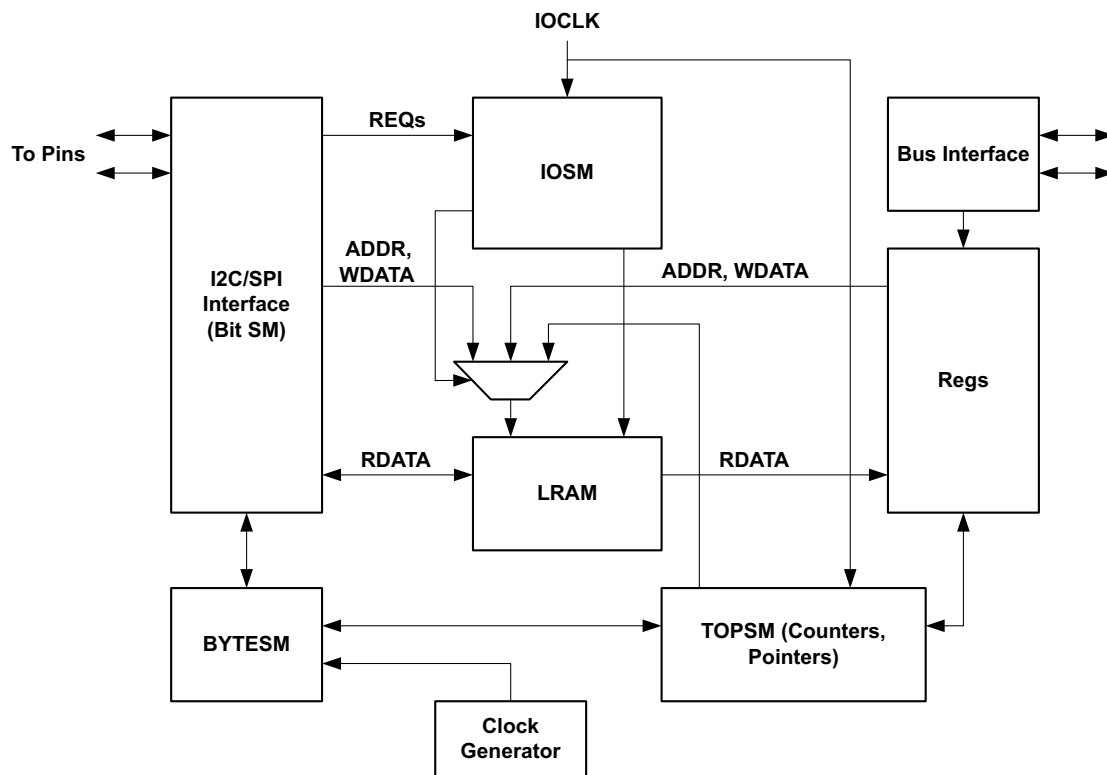 IOCLK
REQs
To Pins
IOSM
Bus Interface
I2C/SPI
Interface
(Bit SM)
ADDR,
WDATA
ADDR, WDATA
Regs
RDATA
LRAM
RDATA
BYTESM
TOPSM (Counters,
Pointers)
Clock
Generator